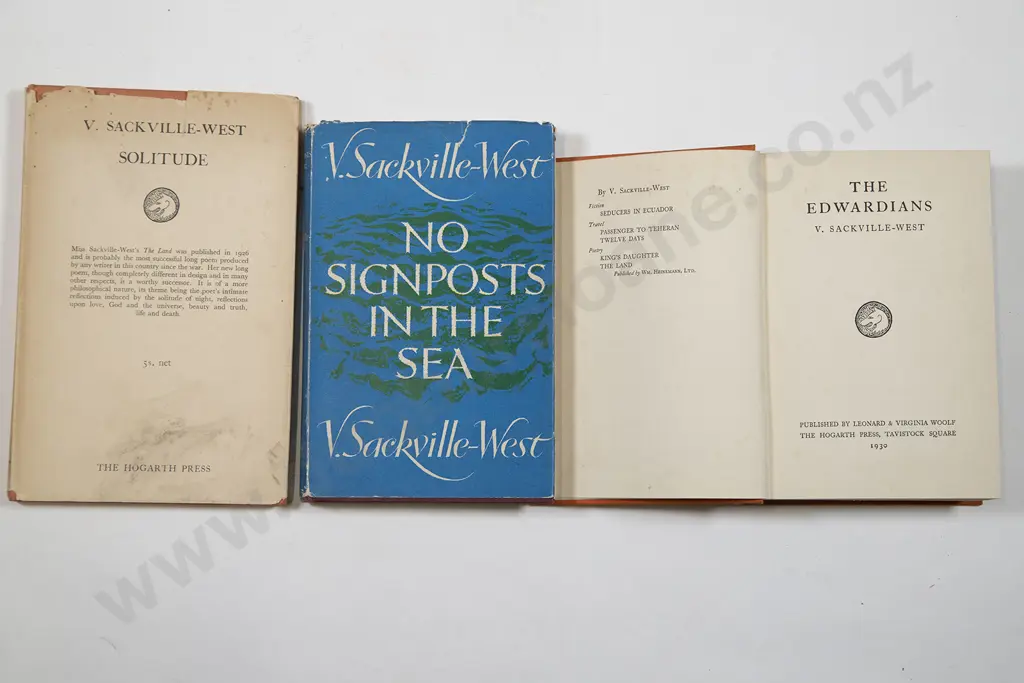 V. SACKVILLE-WEST
SOLITUDE
Miss Sackville-West's The Land was published in 1926
and is probably the most successful long poem produced
by any writer in this country since the war. Her new long
poem, though completely different in design and in many
other respects, is a worthy successor. It is of a more
philosophical nature, its theme being the poet's intimate
reflections induced by the solitude of night, reflections
upon love, God and the universe, beauty and truth,
life and death.
5s. net
THE HOGARTH PRESS
V. Sackville-West
NO
SIGNPOSTS
IN THE
SEA
V. Sackville-West
By V. SACKVILLE-WEST
Fiction
SEDUCERS IN ECUADOR
Travel
PASSENGER TO TEHERAN
TWELVE DAYS
Poetry
KING'S DAUGHTER
THE LAND
Published by WM. HEINEMANN, LTD.
THE
EDWARDIANS
V. SACKVILLE-WEST
PUBLISHED BY LEONARD & VIRGINIA WOOLF
THE HOGARTH PRESS, TAVISTOCK SQUARE
1930